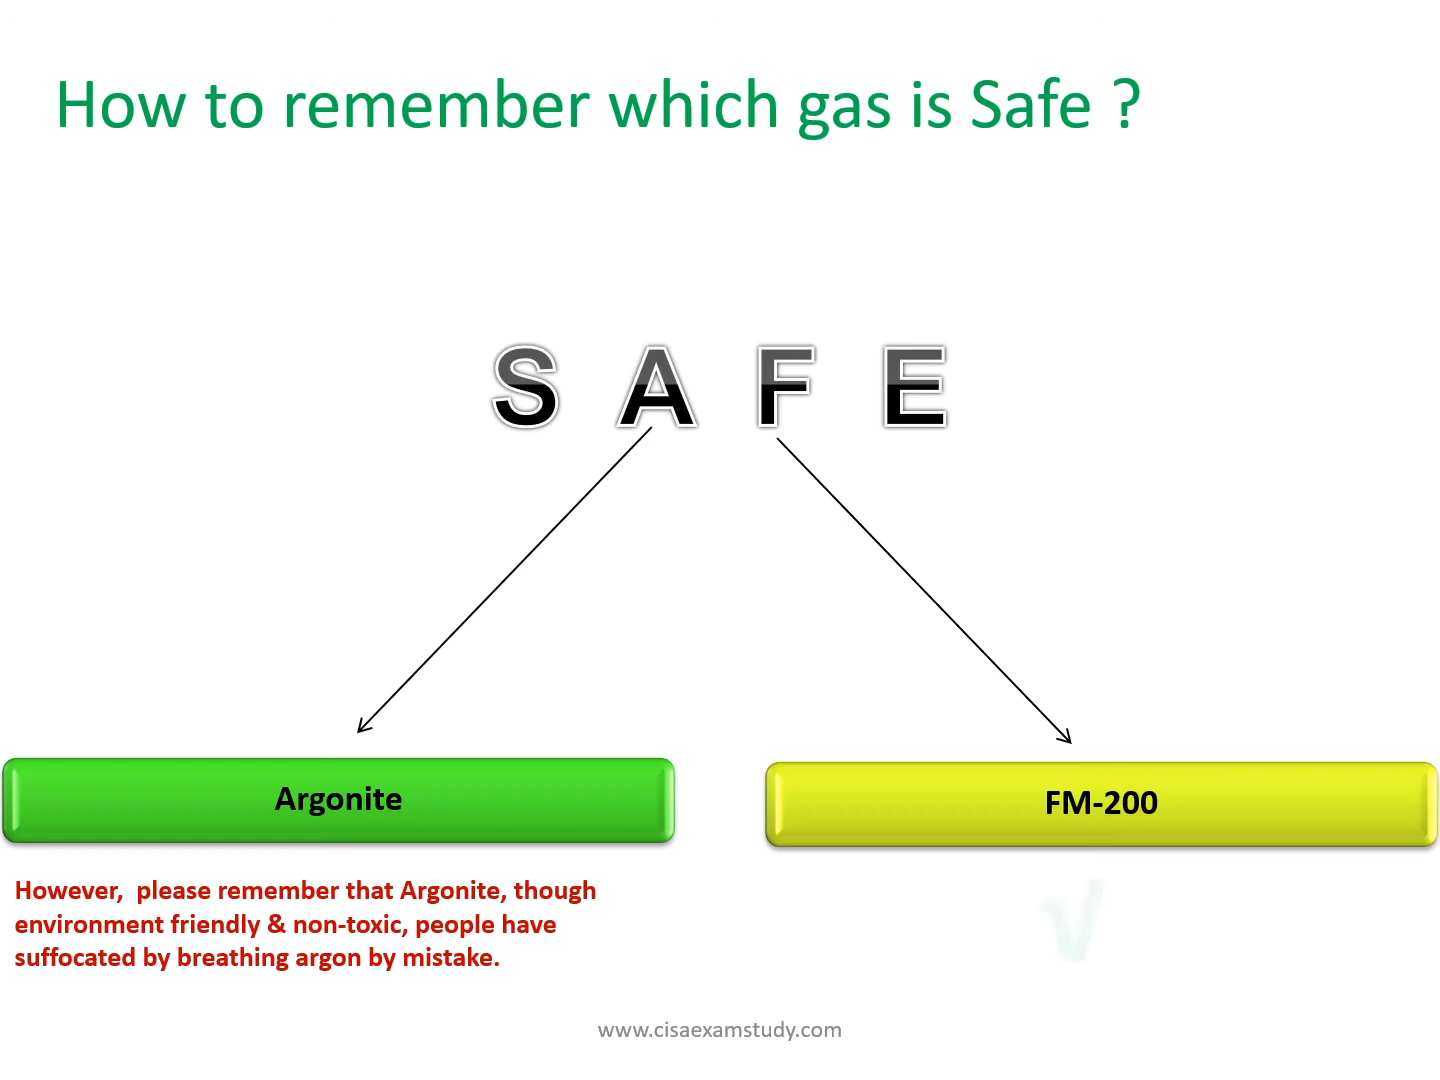 How to remember which gas is Safe ?
S A F E
Argonite
FM-200
However, please remember that Argonite, though
environment friendly & non-toxic, people have
suffocated by breathing argon by mistake.
www.cisaexamstudy.com